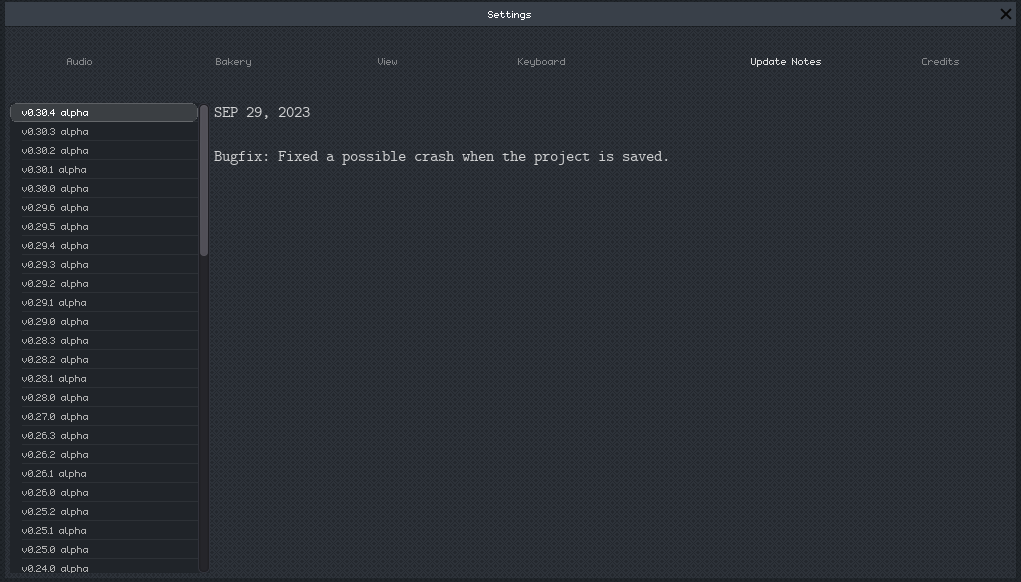 Settings
Audio Bakery View Keyboard Update Notes Credits
v0.30.4 alpha
v0.30.3 alpha
v0.30.2 alpha
v0.30.1 alpha
v0.30.0 alpha
v0.29.6 alpha
v0.29.5 alpha
v0.29.4 alpha
v0.29.3 alpha
v0.29.2 alpha
v0.29.1 alpha
v0.29.0 alpha
v0.28.3 alpha
v0.28.2 alpha
v0.28.1 alpha
v0.28.0 alpha
v0.27.0 alpha
v0.26.3 alpha
v0.26.2 alpha
v0.26.1 alpha
v0.26.0 alpha
v0.25.2 alpha
v0.25.1 alpha
v0.25.0 alpha
v0.24.0 alpha
SEP 29, 2023
Bugfix: Fixed a possible crash when the project is saved.